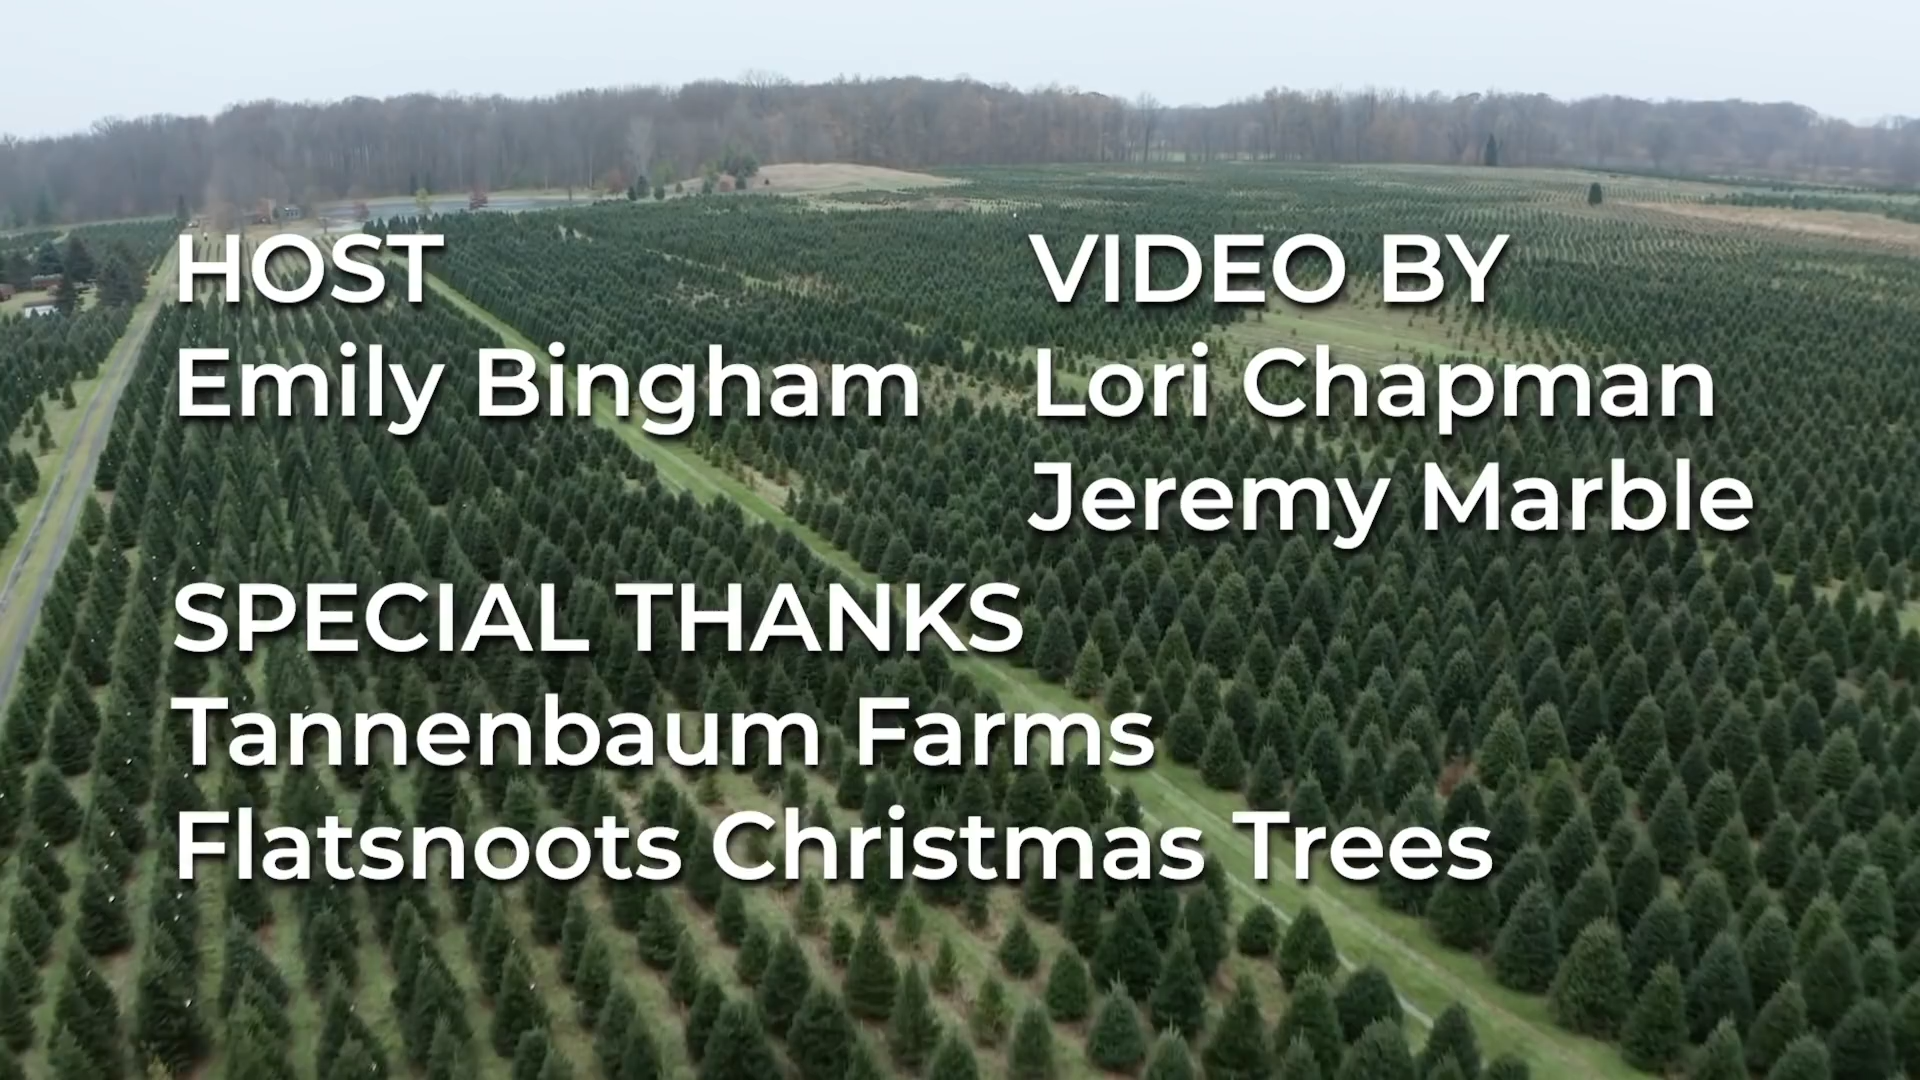 HOST
Emily Bingham
VIDEO BY
Lori Chapman
Jeremy Marble
SPECIAL THANKS
Tannenbaum Farms
Flatsnoots Christmas Trees